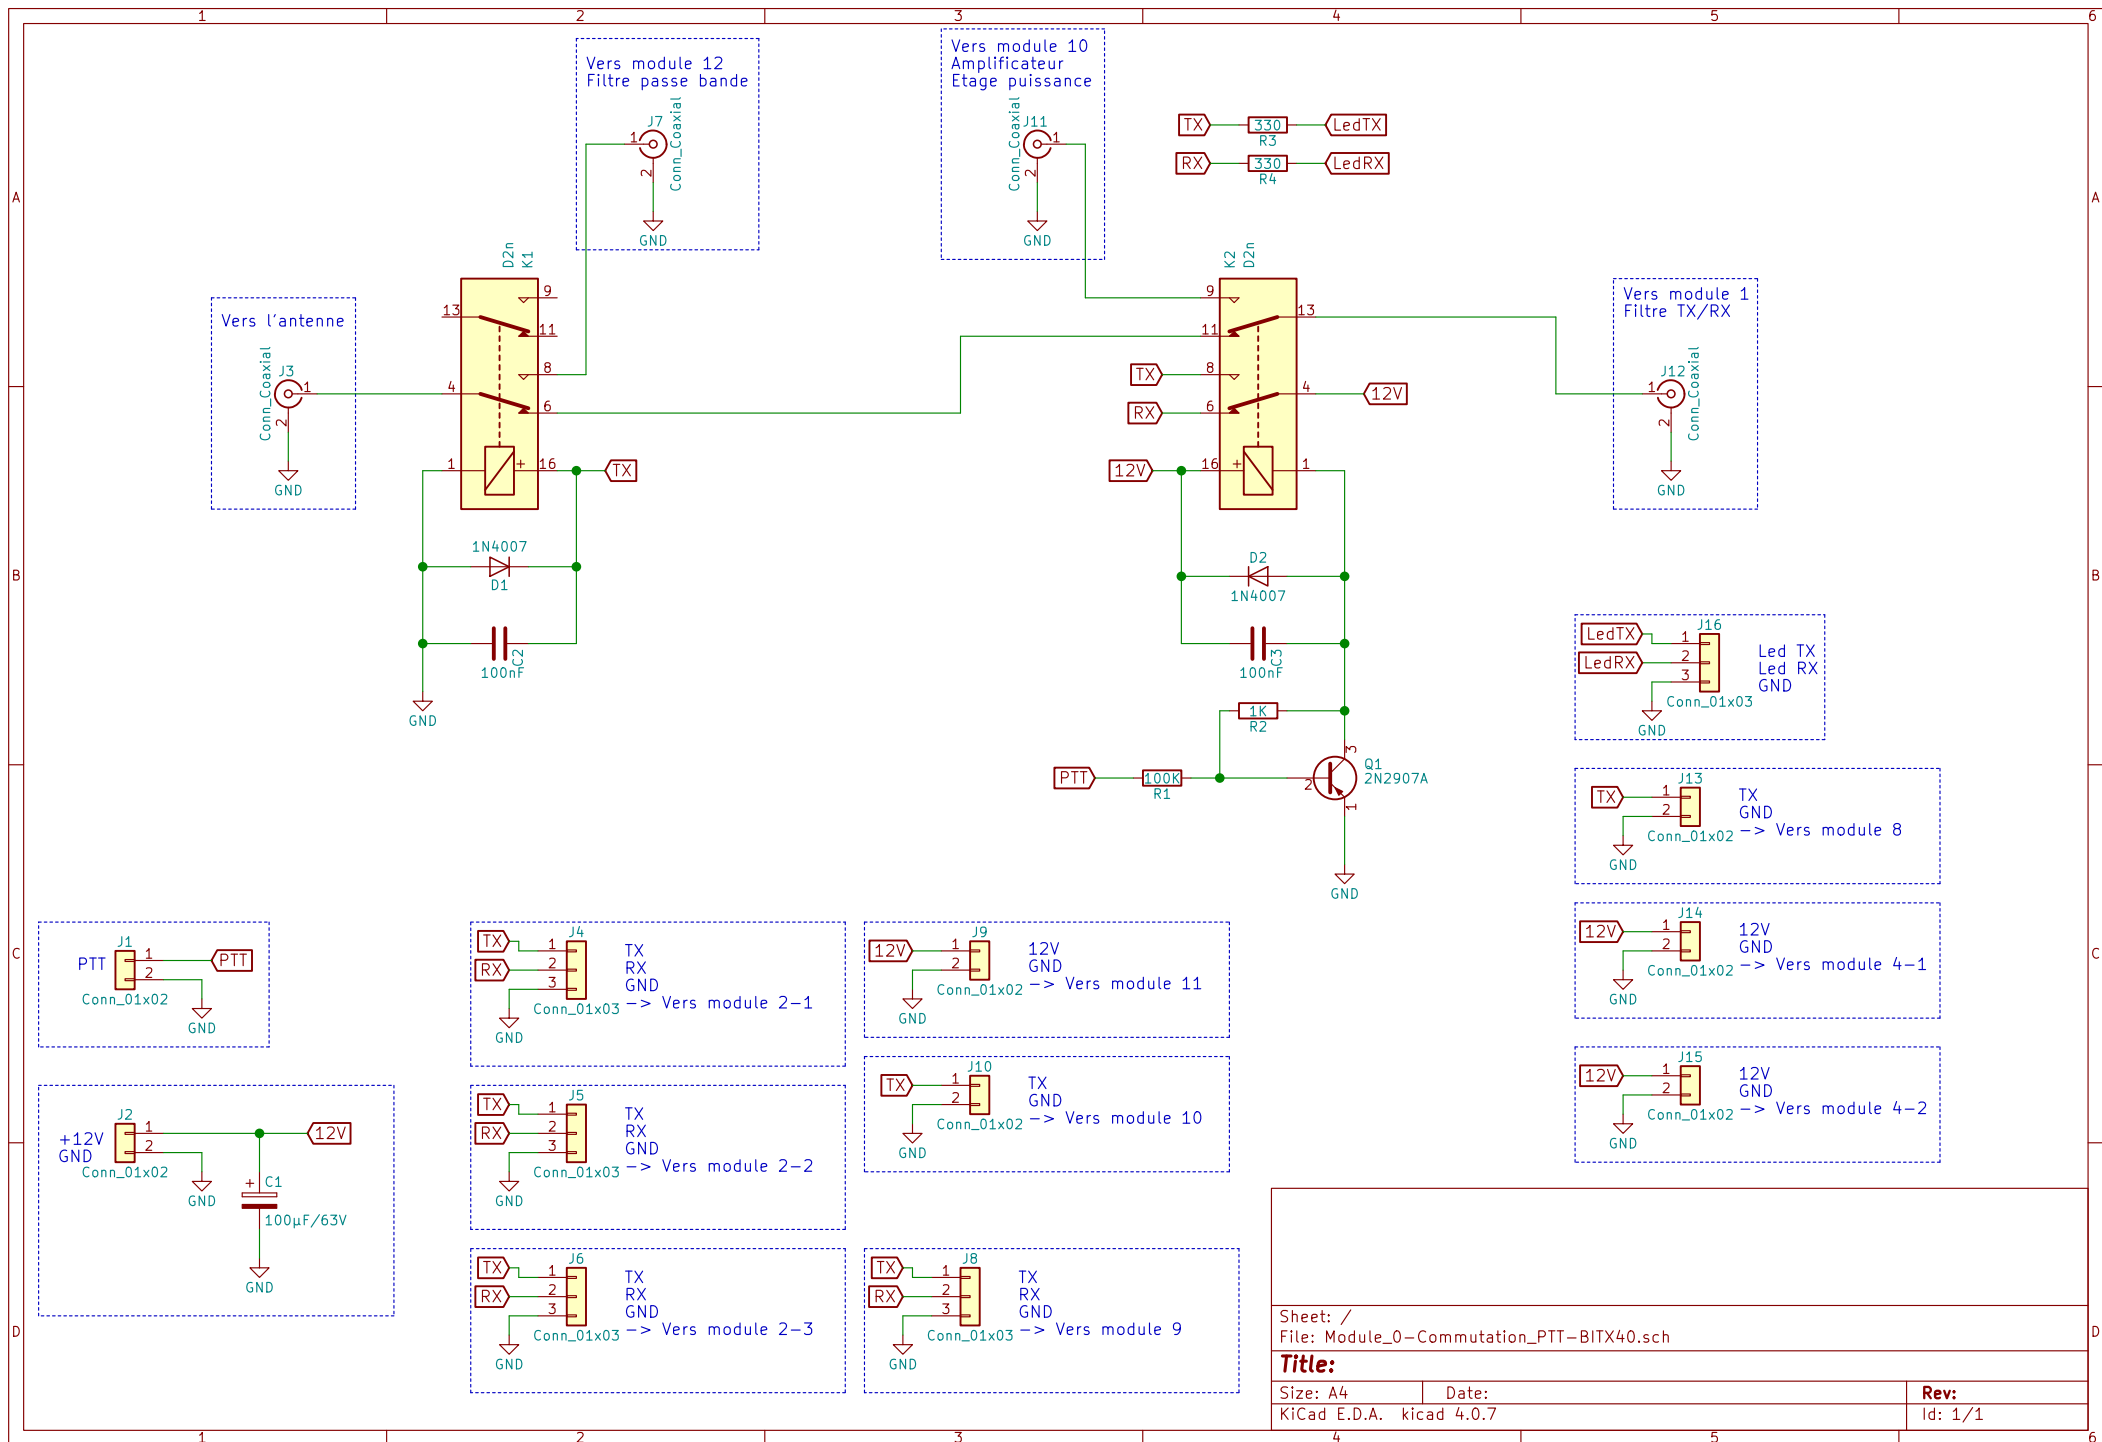 1 2 3 4 5 6
A A
B B
C C
D D
Vers module 12
Filtre passe bande
J7
Conn_Coaxial
1
2
GND
Vers module 10
Amplificateur
Etage puissance
J11
Conn_Coaxial
1
2
GND
TX 330 LedTX
R3
RX 330 LedRX
R4
Vers l'antenne
J3
Conn_Coaxial
1
2
GND
D2n
K1
13
9
11
8
4
6
1
+
16
TX
1N4007
D1
C2
100nF
GND
K2
D2n
9
13
11
TX
8
4
12V
RX
6
12V
16
+
1
D2
1N4007
C3
100nF
1K
R2
PTT
100K
R1
2
3
1
Q1
2N2907A
GND
Vers module 1
Filtre TX/RX
J12
Conn_Coaxial
1
2
GND
LedTX
LedRX
J16
1
2
3
Conn_01x03
GND
Led TX
Led RX
GND
TX
J13
1
2
Conn_01x02
GND
TX
GND
-> Vers module 8
12V
J14
1
2
Conn_01x02
GND
12V
GND
-> Vers module 4-1
12V
J15
1
2
Conn_01x02
GND
12V
GND
-> Vers module 4-2
PTT
J1
1
2
Conn_01x02
PTT
GND
+12V
GND
J2
1
2
Conn_01x02
12V
GND
+
C1
100µF/63V
GND
TX
RX
J4
1
2
3
Conn_01x03
GND
TX
RX
GND
-> Vers module 2-1
TX
RX
J5
1
2
3
Conn_01x03
GND
TX
RX
GND
-> Vers module 2-2
TX
RX
J6
1
2
3
Conn_01x03
GND
TX
RX
GND
-> Vers module 2-3
12V
J9
1
2
Conn_01x02
GND
12V
GND
-> Vers module 11
TX
J10
1
2
Conn_01x02
GND
TX
GND
-> Vers module 10
TX
RX
J8
1
2
3
Conn_01x03
GND
TX
RX
GND
-> Vers module 9
Sheet: /
File: Module_0-Commutation_PTT-BITX40.sch
Title:
Size: A4 Date: Rev:
KiCad E.D.A. kicad 4.0.7 Id: 1/1
1 2 3 4 5 6